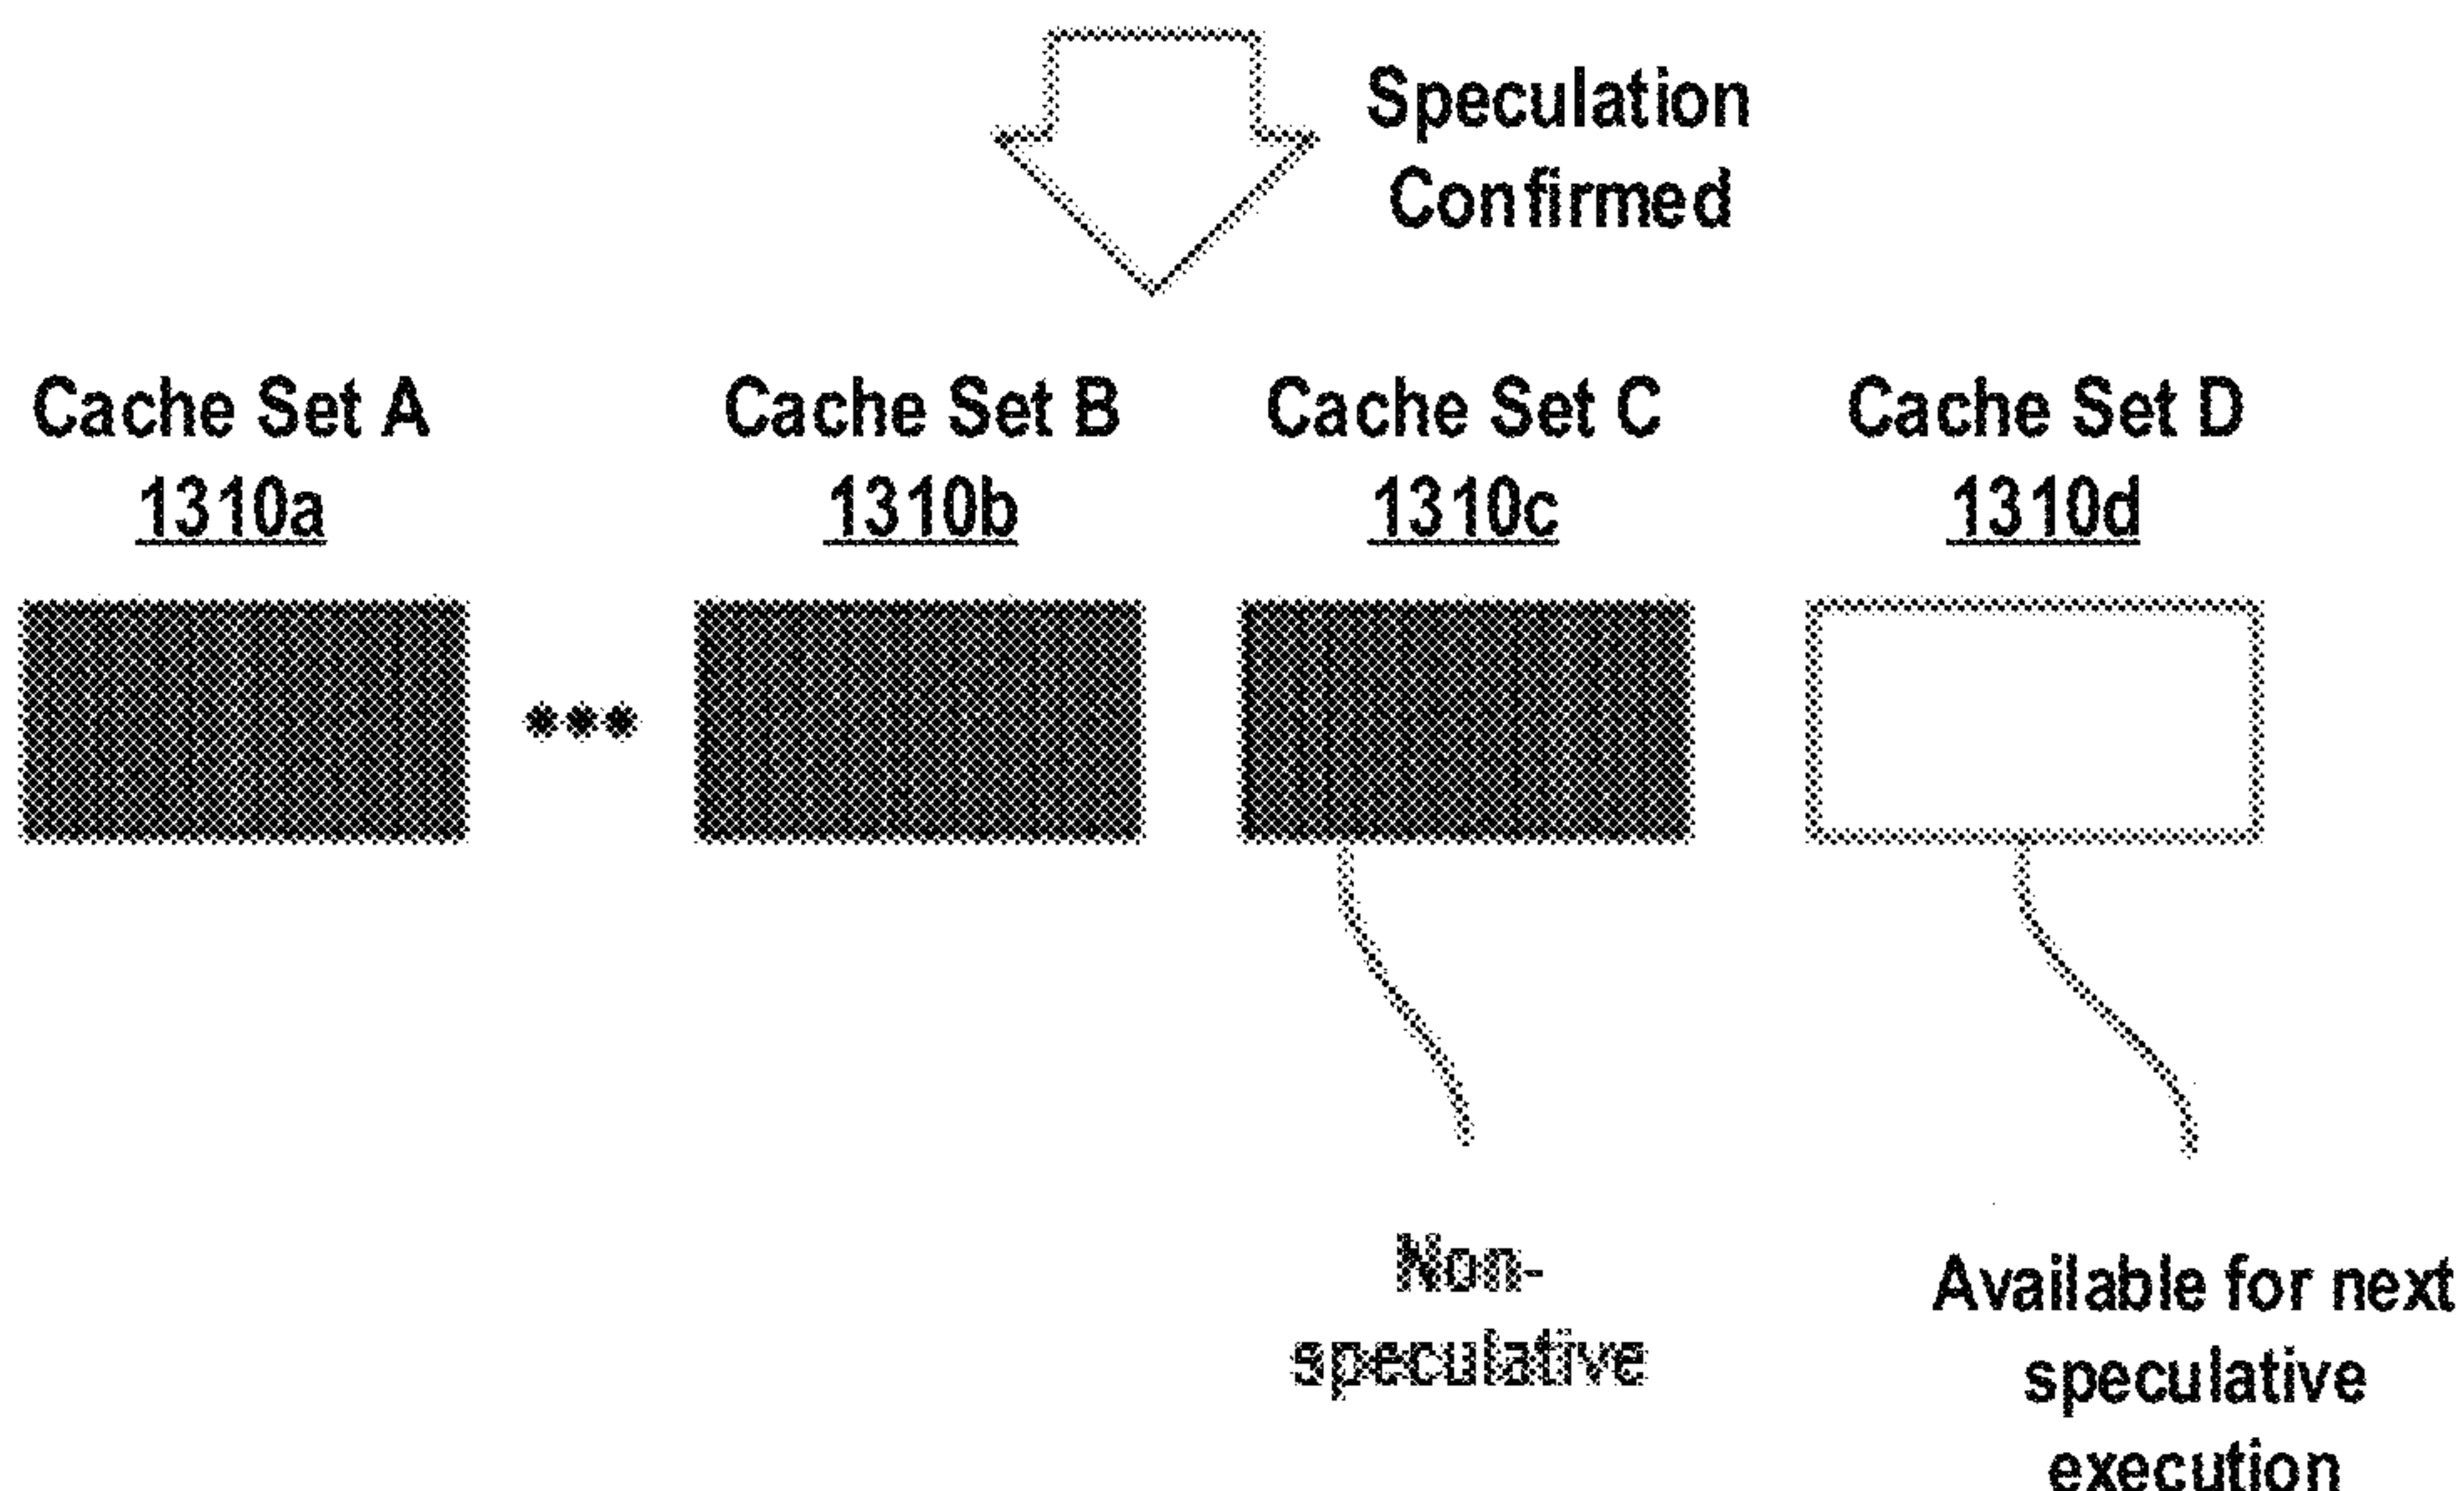 Speculation
Confirmed
Cache Set A
1310a
Cache Set B
1310b
Cache Set C
1310c
Cache Set D
1310d
Non-
speculative
Available for next
speculative
execution